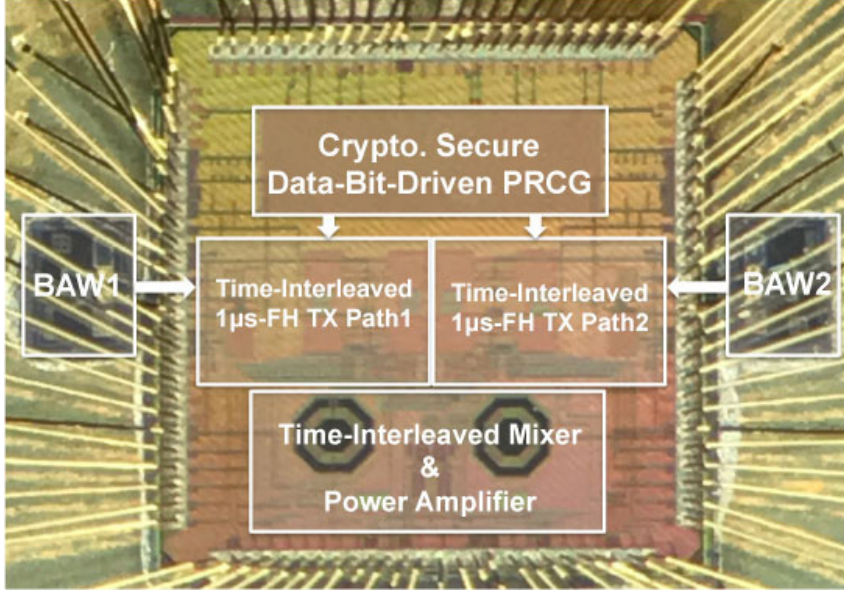 Crypto. Secure
Data-Bit-Driven PRCG
BAW1
Time-Interleaved
1µs-FH TX Path1
Time-Interleaved
1µs-FH TX Path2
BAW2
Time-Interleaved Mixer
&
Power Amplifier